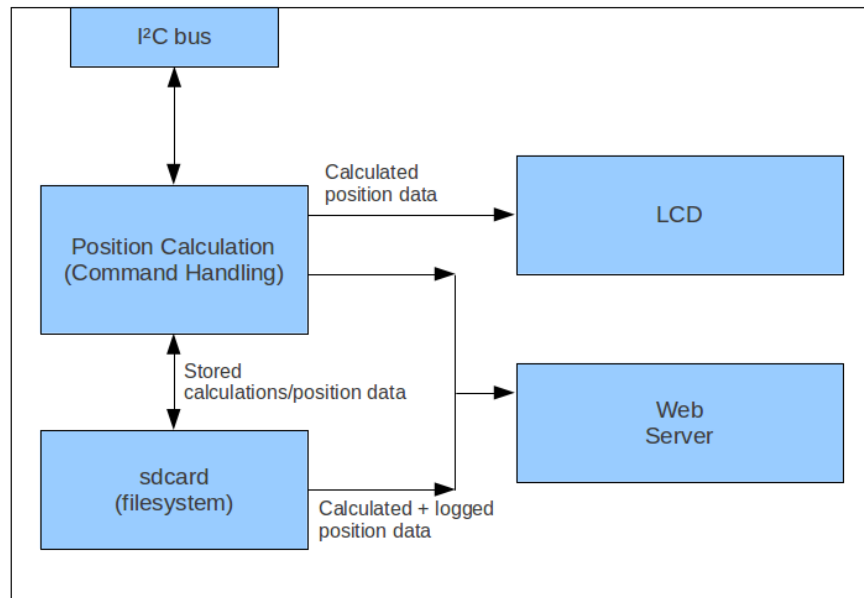 I²C bus
Calculated
position data
LCD
Position Calculation
(Command Handling)
Stored
calculations/position data
Web
Server
sdcard
(filesystem)
Calculated + logged
position data